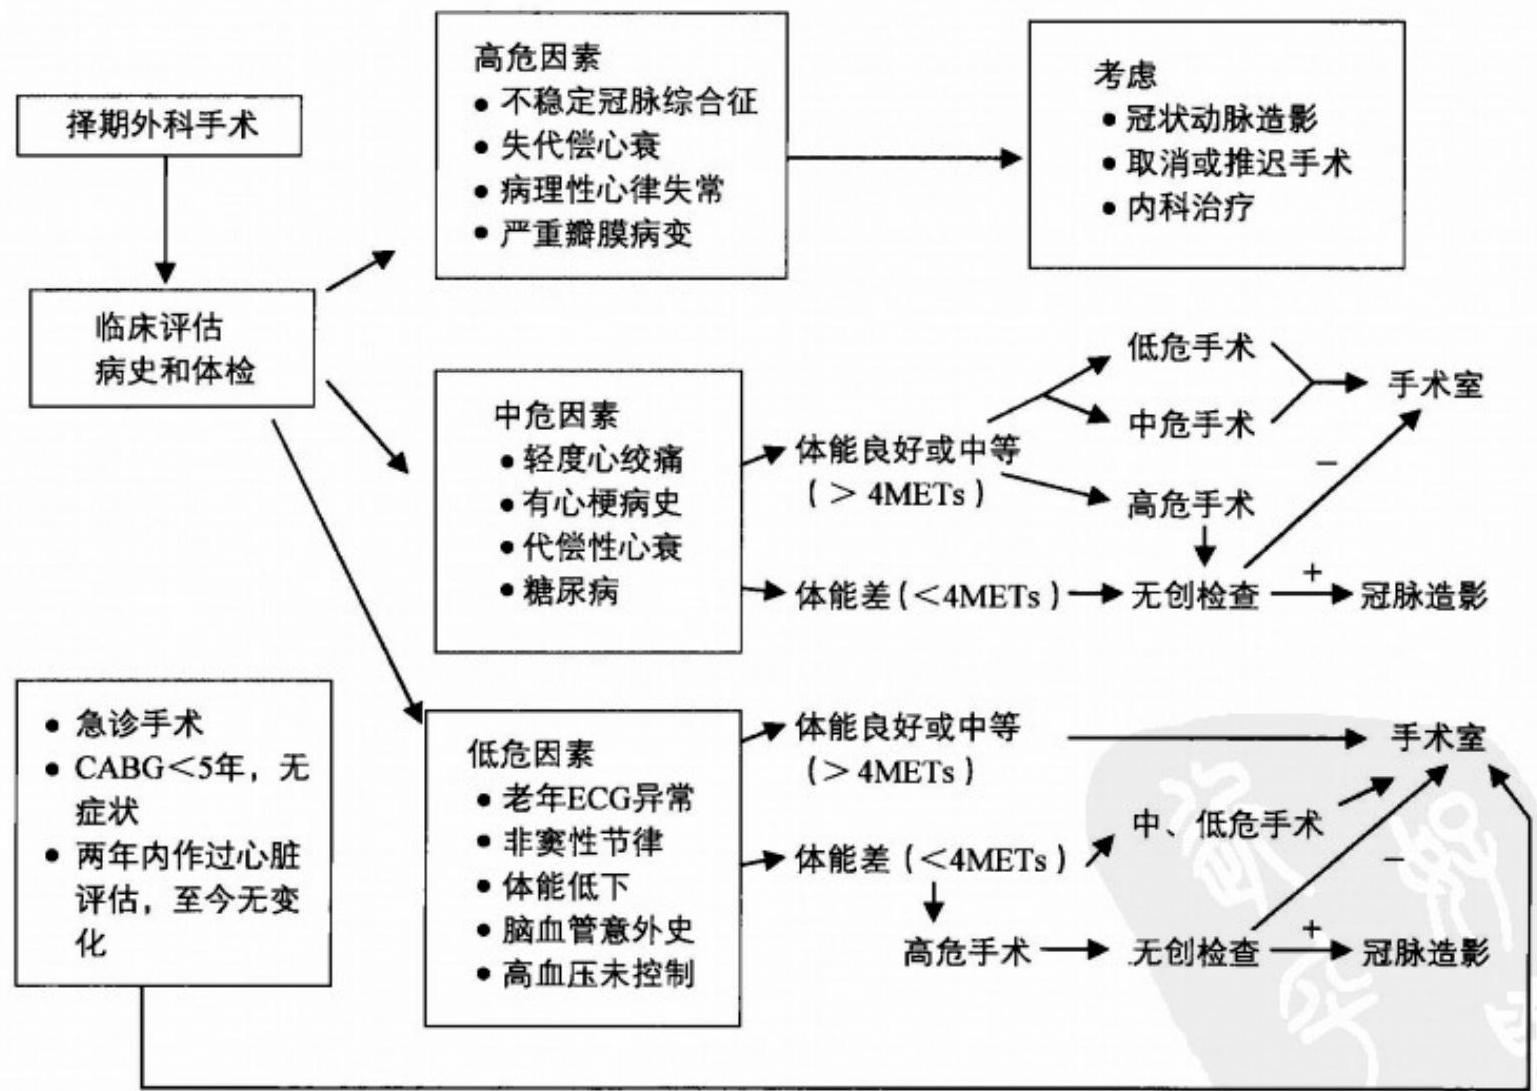 择期外科手术
临床评估
病史和体检
高危因素
● 不稳定冠脉综合征
● 失代偿心衰
● 病理性心律失常
● 严重瓣膜病变
考虑
● 冠状动脉造影
● 取消或推迟手术
● 内科治疗
中危因素
● 轻度心绞痛
● 有心梗病史
● 代偿性心衰
● 糖尿病
体能良好或中等
(> 4METs)
低危手术
中危手术
手术室
高危手术
−
体能差(<4METs)
无创检查
+
冠脉造影
● 急诊手术
● CABG<5年，无
症状
● 两年内作过心脏
评估，至今无变
化
低危因素
● 老年ECG异常
● 非窦性节律
● 体能低下
● 脑血管意外史
● 高血压未控制
体能良好或中等
(> 4METs)
手术室
中、低危手术
体能差(<4METs)
−
高危手术
无创检查
+
冠脉造影